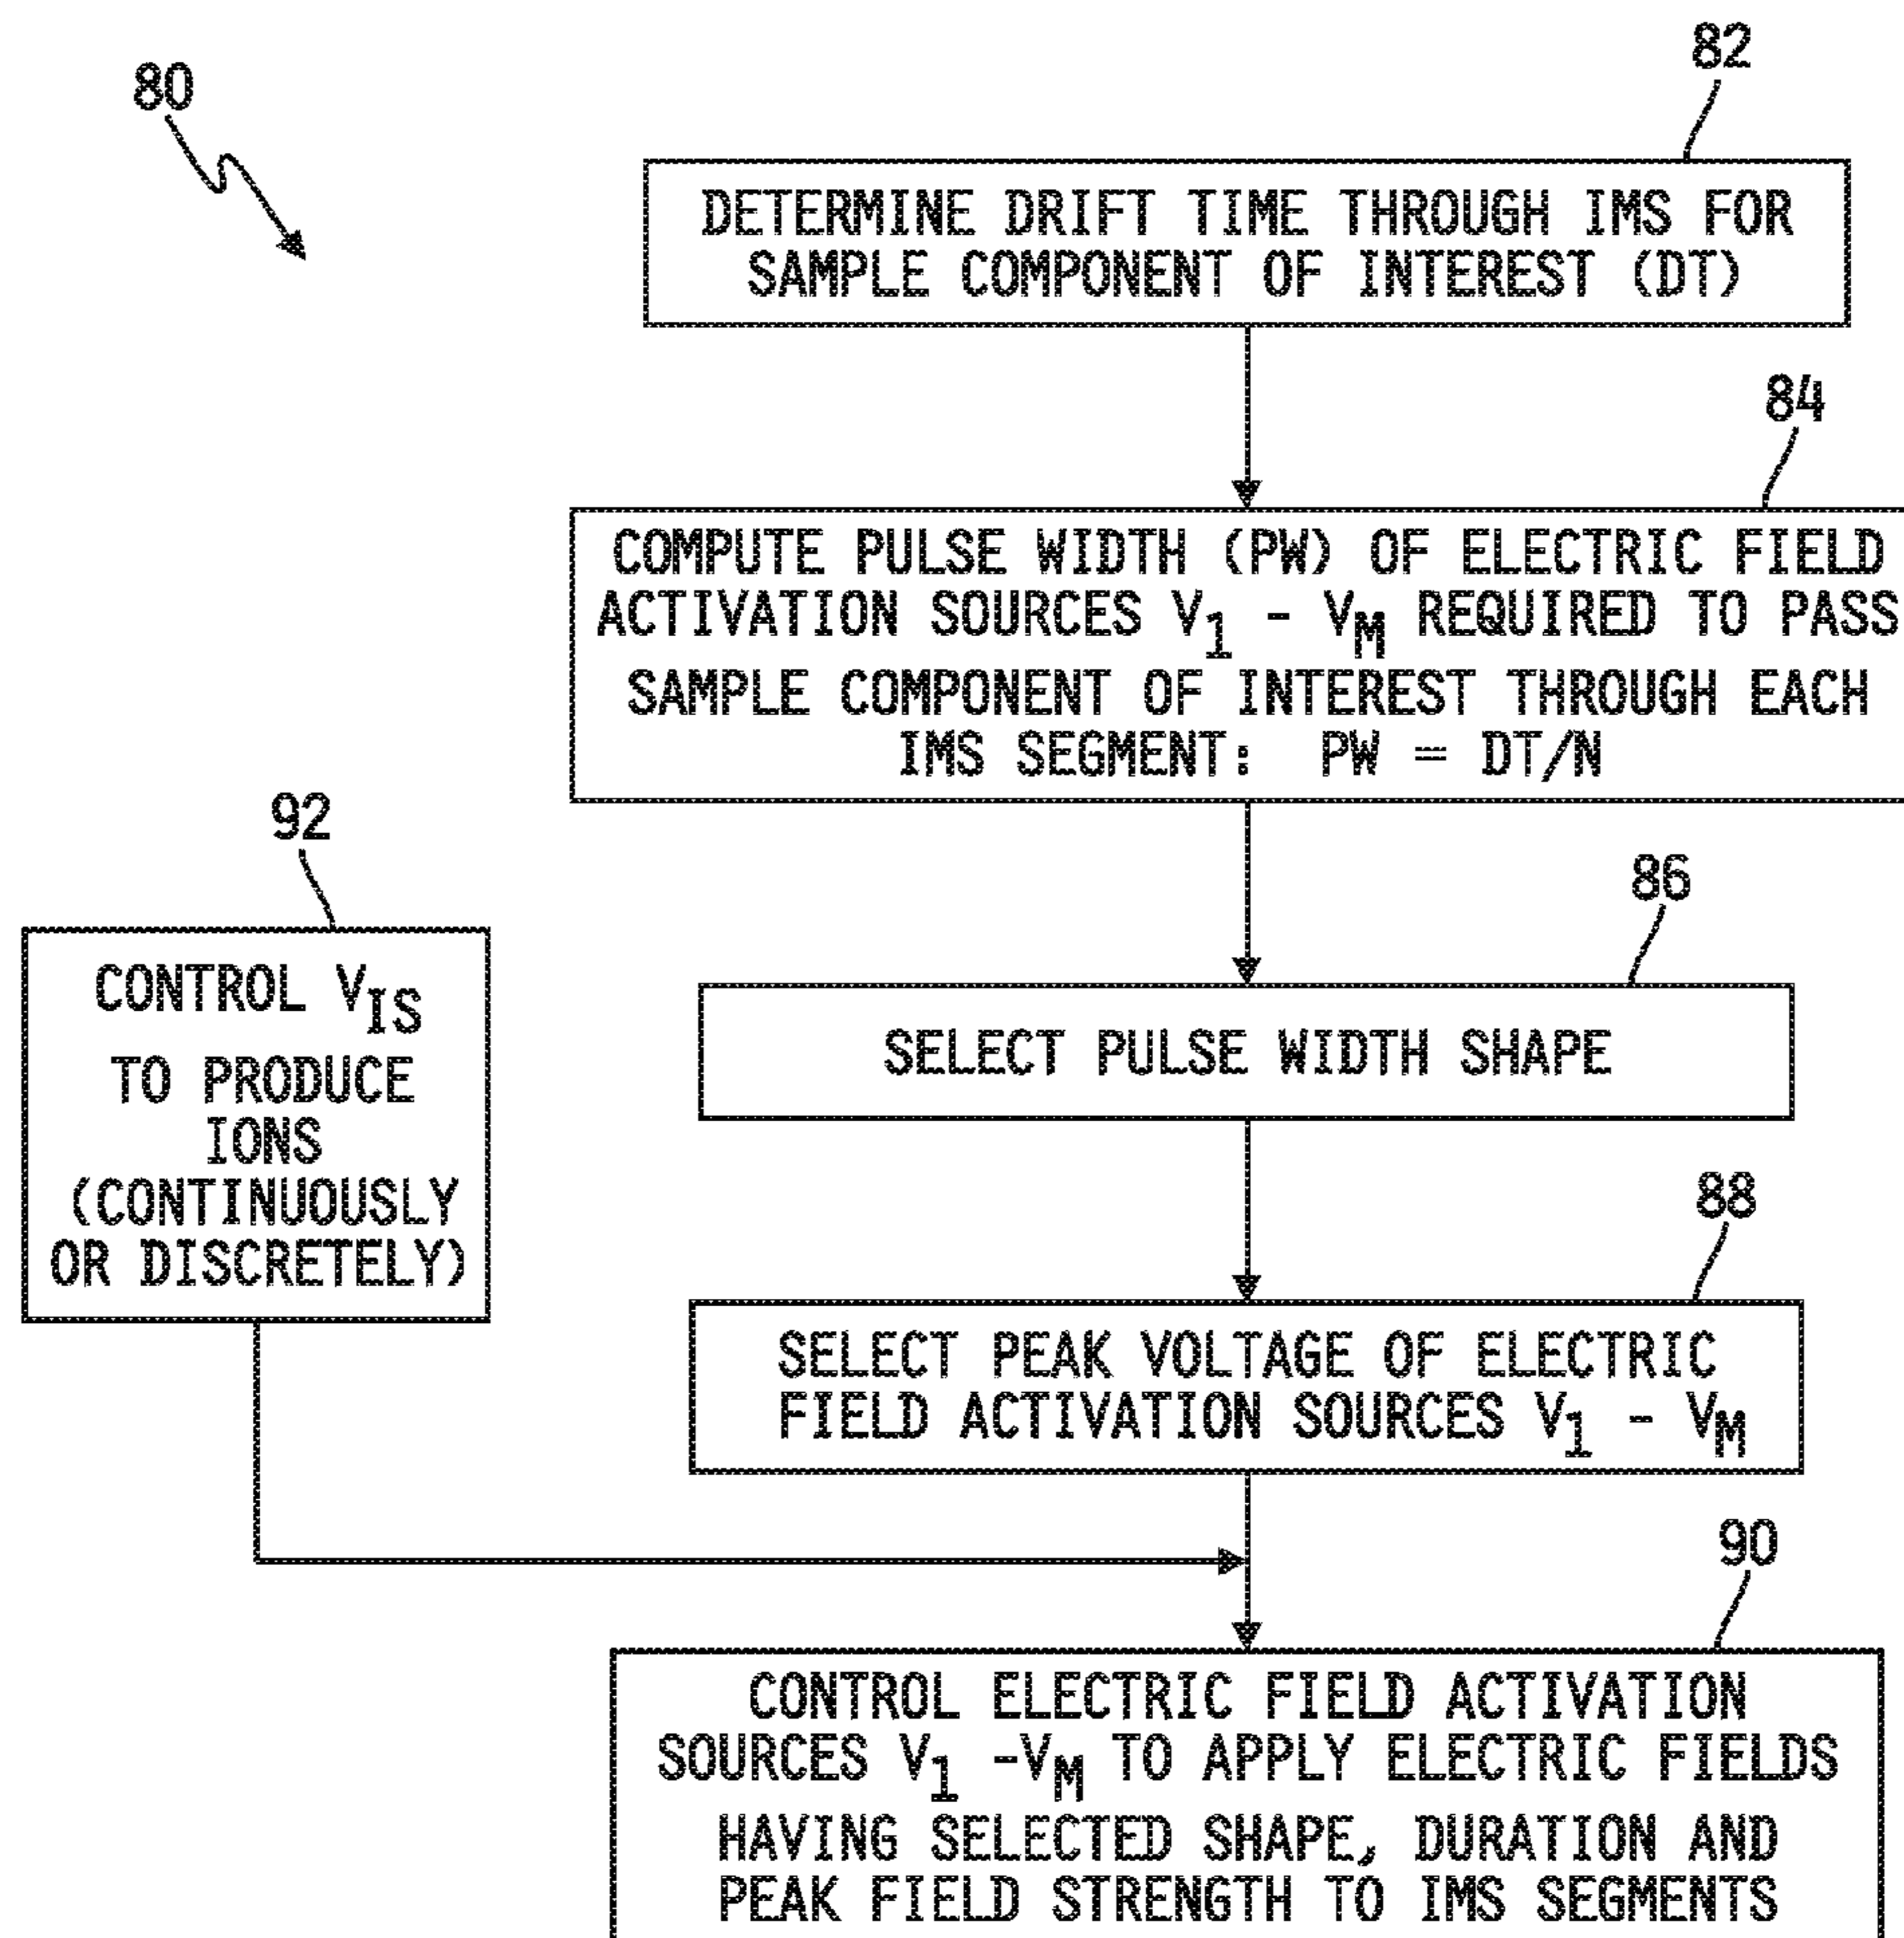 80
82
DETERMINE DRIFT TIME THROUGH IMS FOR
SAMPLE COMPONENT OF INTEREST (DT)
84
COMPUTE PULSE WIDTH (PW) OF ELECTRIC FIELD
ACTIVATION SOURCES V1 - VM REQUIRED TO PASS
SAMPLE COMPONENT OF INTEREST THROUGH EACH
IMS SEGMENT: PW = DT/N
86
SELECT PULSE WIDTH SHAPE
88
SELECT PEAK VOLTAGE OF ELECTRIC
FIELD ACTIVATION SOURCES V1 - VM
92
CONTROL VIS
TO PRODUCE
IONS
(CONTINUOUSLY
OR DISCRETELY)
90
CONTROL ELECTRIC FIELD ACTIVATION
SOURCES V1 -VM TO APPLY ELECTRIC FIELDS
HAVING SELECTED SHAPE, DURATION AND
PEAK FIELD STRENGTH TO IMS SEGMENTS